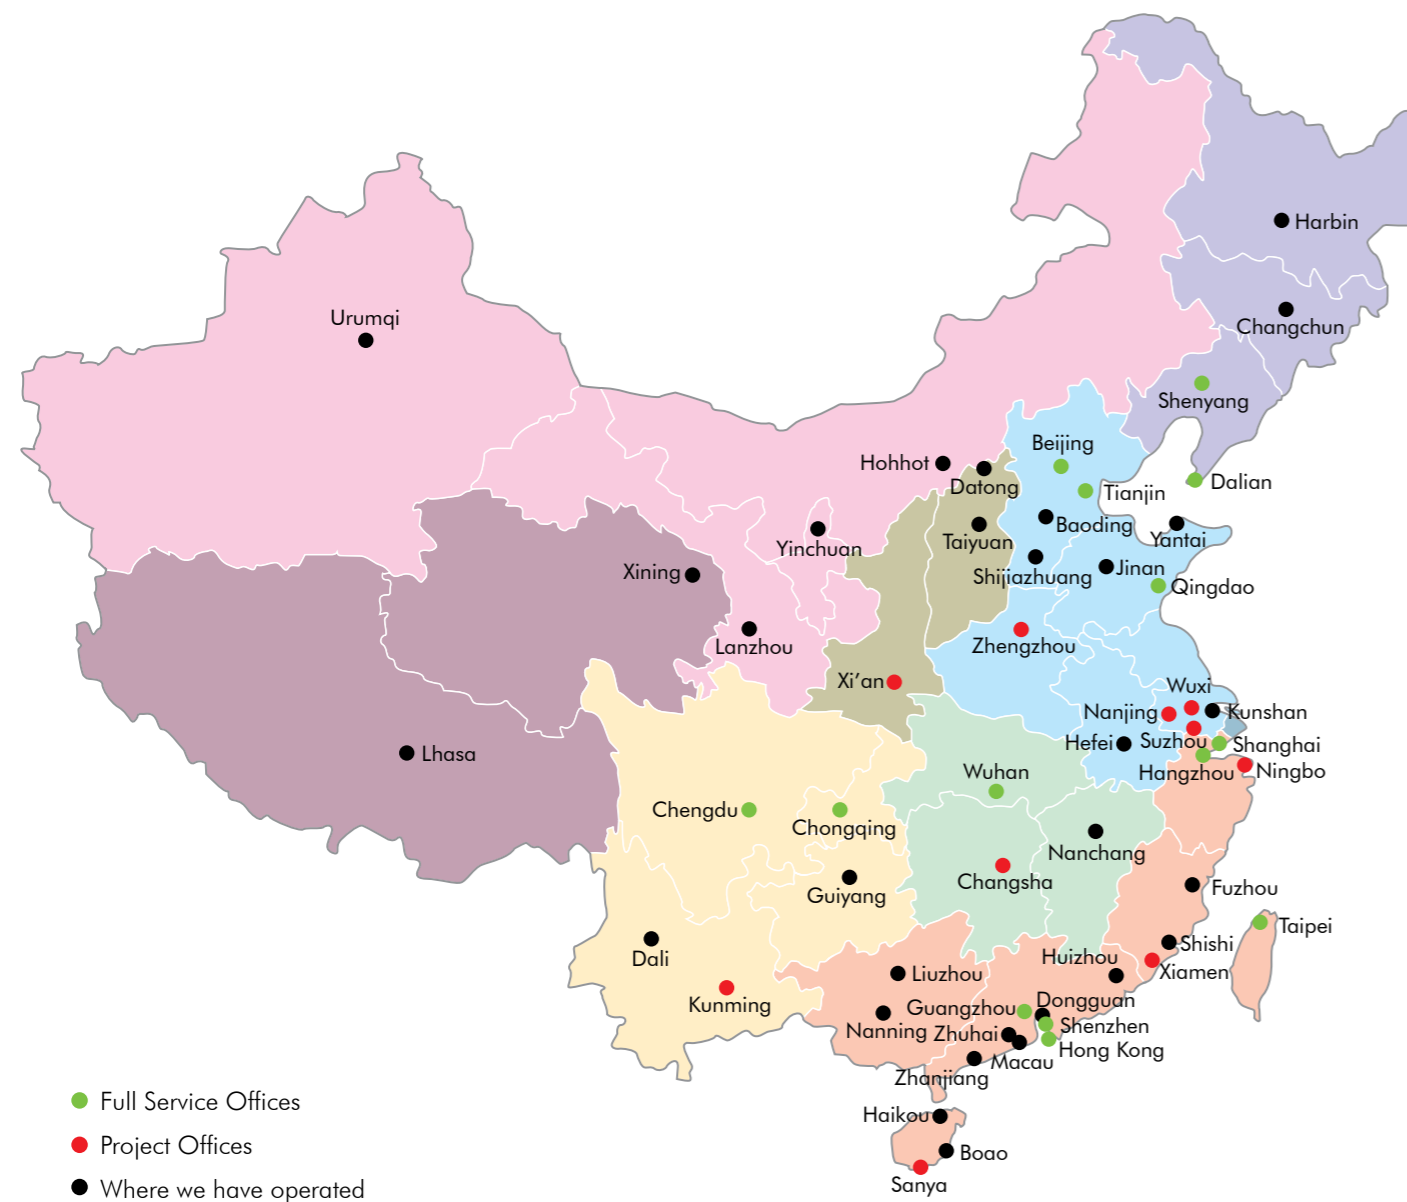 Harbin
Urumqi
Changchun
Shenyang
Beijing
Hohhot
Datong
Tianjin
Dalian
Baoding
Yantai
Taiyuan
Yinchuan
Xining
Shijiazhuang
Jinan
Qingdao
Lanzhou
Zhengzhou
Xi'an
Wuxi
Nanjing
Kunshan
Hefei
Suzhou
Shanghai
Lhasa
Hangzhou
Ningbo
Wuhan
Chengdu
Chongqing
Nanchang
Changsha
Guiyang
Fuzhou
Taipei
Shishi
Dali
Huizhou
Xiamen
Liuzhou
Kunming
Guangzhou
Dongguan
Nanning
Zhuhai
Shenzhen
Hong Kong
Macau
Zhanjiang
Haikou
Boao
Sanya
Full Service Offices
Project Offices
Where we have operated